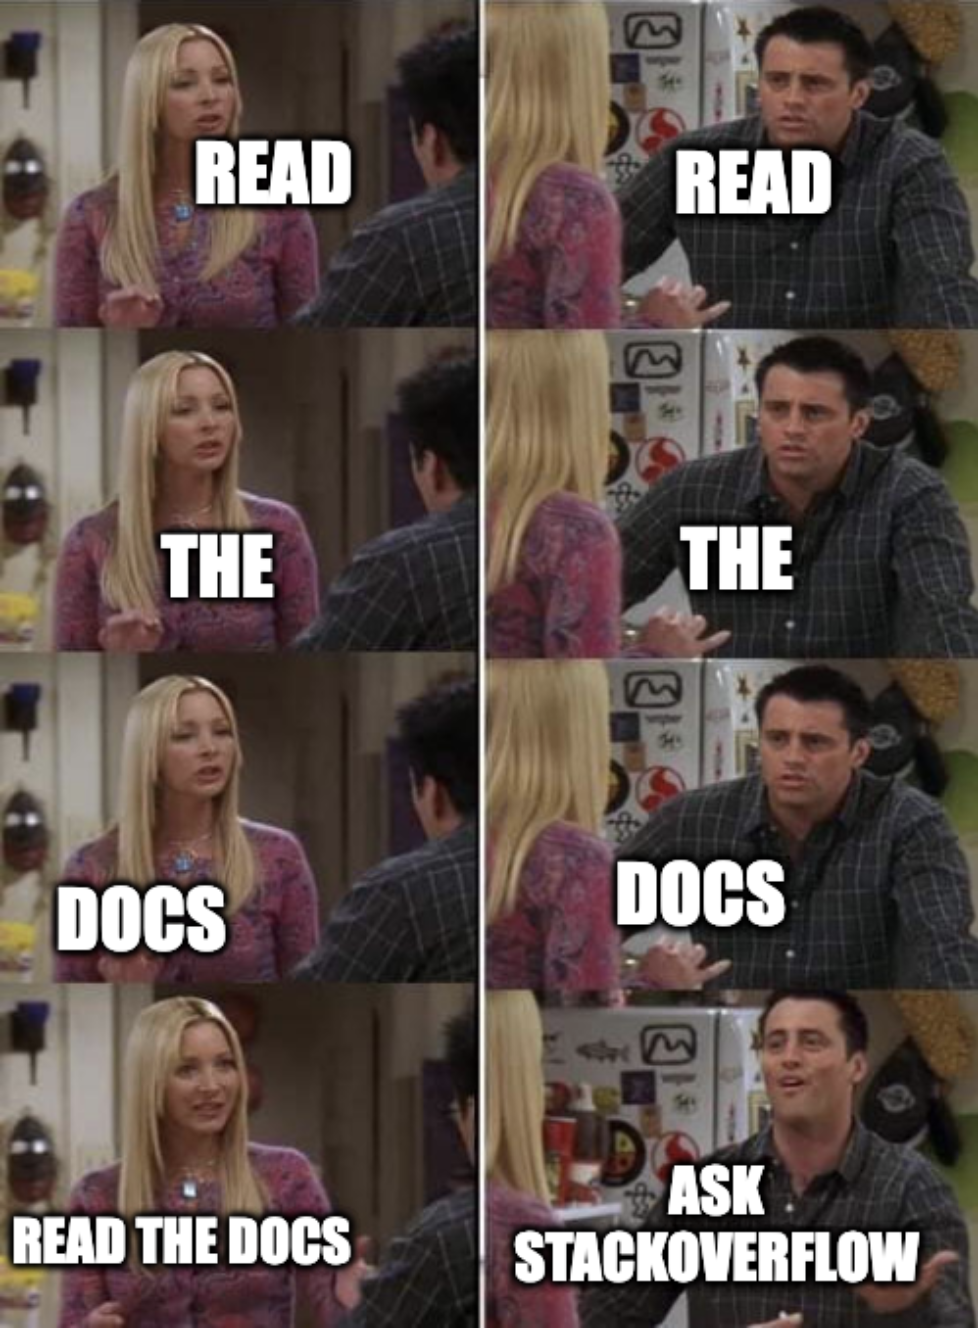 READ
READ
THE
THE
DOCS
DOCS
READ THE DOCS
ASK
STACKOVERFLOW